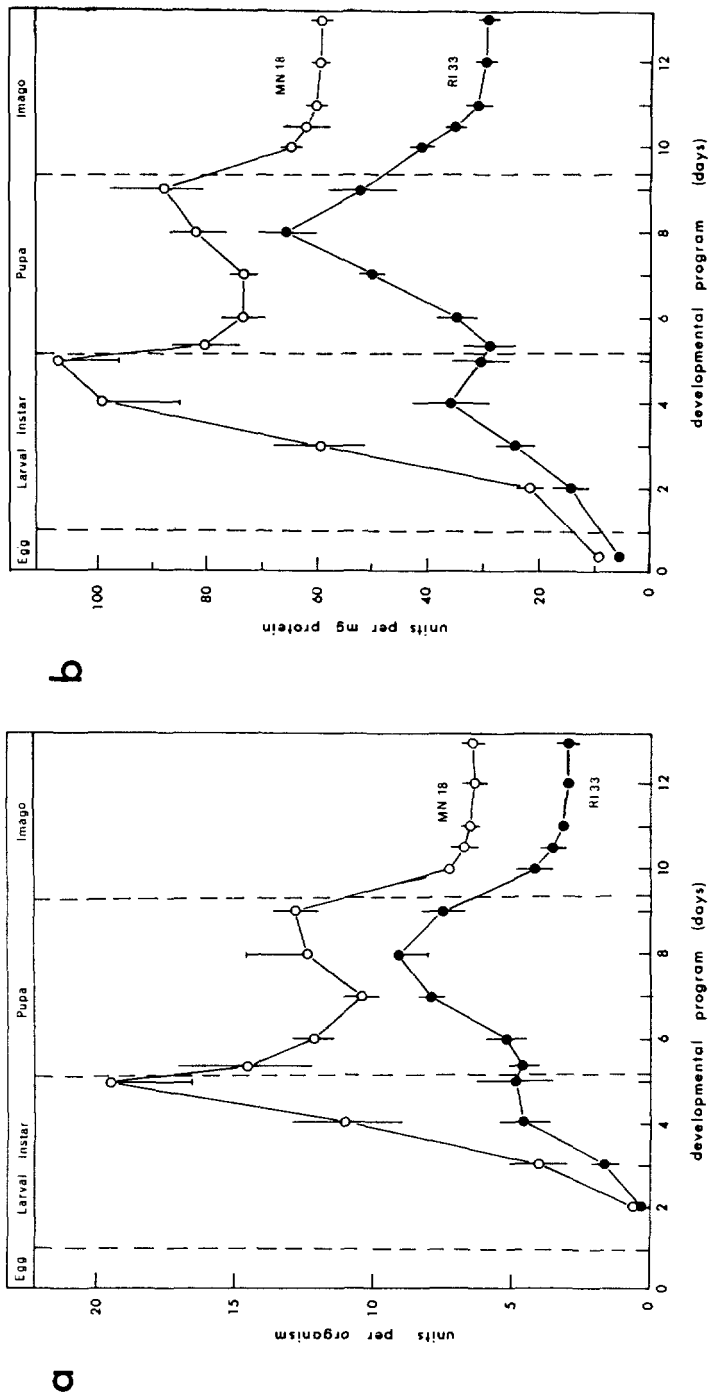 a
Egg Larval Instar Pupa Imago
20
15
10
5
0
units per organism
MN 18
RI 33
0 2 4 6 8 10 12
developmental program (days)
b
Egg Larval Instar Pupa Imago
100
80
60
40
20
0
units per mg protein
MN 18
RI 33
0 2 4 6 8 10 12
developmental program (days)